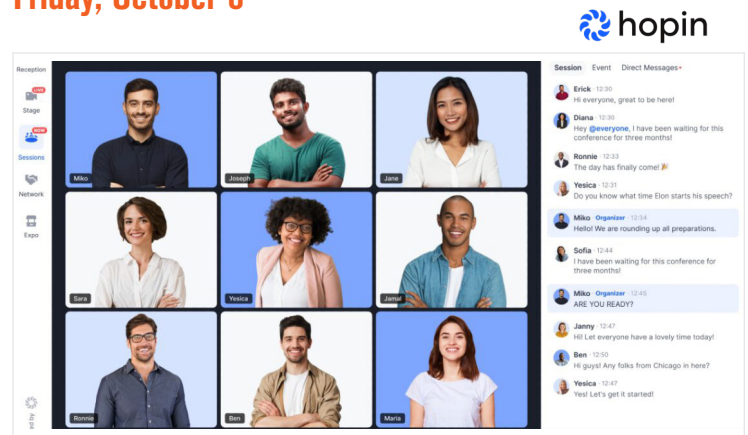 hopin
Reception
LIVE
Stage
NEW
Sessions
Network
Expo
Miko
Joseph
Jane
Sara
Yesica
Jamal
Ronnie
Ben
Maria
Session Event Direct Messages
Erick · 12:30
Hi everyone, great to be here!
Diana · 12:30
Hey @everyone, I have been waiting for this
conference for three months!
Ronnie · 12:33
The day has finally come! 🎉
Yesica · 12:31
Do you know what time Elon starts his speech?
Miko Organizer · 12:34
Hello! We are rounding up all preparations.
Sofia · 12:44
I have been waiting for this conference for
three months!
Miko Organizer · 12:45
ARE YOU READY?
Janny · 12:47
Hi! Let everyone have a lovely time today!
Ben · 12:50
Hi guys! Any folks from Chicago in here?
Yesica · 12:47
Yes! Let's get it started!